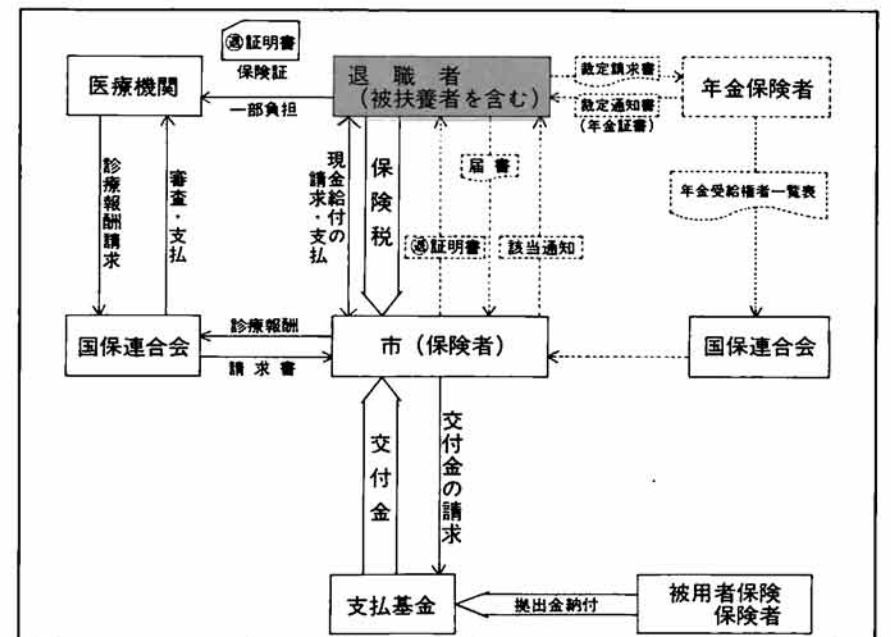 ㊜証明書
保険証
一部負担
医療機関
退職者
(被扶養者を含む)
裁定請求書
裁定通知書
(年金証書)
年金保険者
診療報酬請求
審査・支払
現金給付の
請求・支払
保険税
㊜証明書
届書
該当通知
年金受給権者一覧表
国保連合会
診療報酬
請求書
市(保険者)
国保連合会
交付金
交付金の請求
支払基金
拠出金納付
被用者保険
保険者